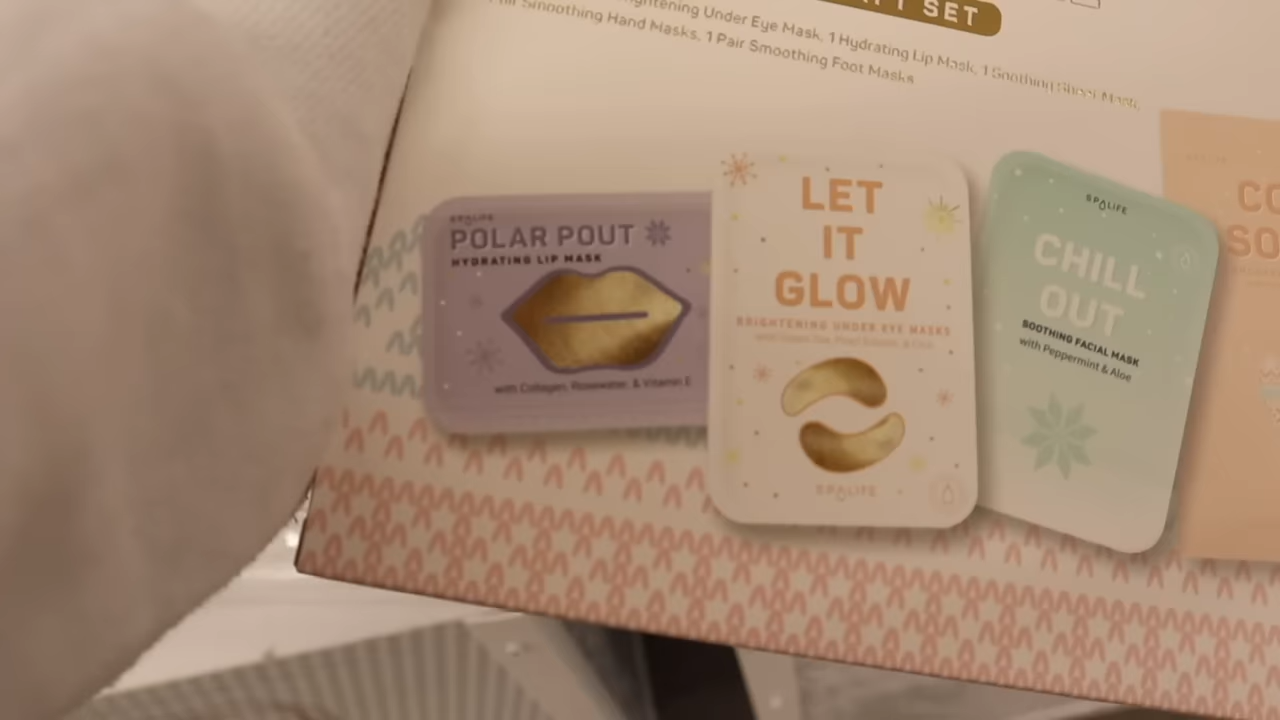 SET
Under Eye Mask, 1 Hydrating Lip Mask, 1 Soothing Sheet Mask,
Smoothing Hand Masks, 1 Pair Smoothing Foot Masks
SPALIFE
POLAR POUT
HYDRATING LIP MASK
with Collagen, Rosewater, & Vitamin E
LET
IT
GLOW
BRIGHTENING UNDER EYE MASKS
SPALIFE
SPALIFE
CHILL
OUT
SOOTHING FACIAL MASK
with Peppermint & Aloe
CO
SO